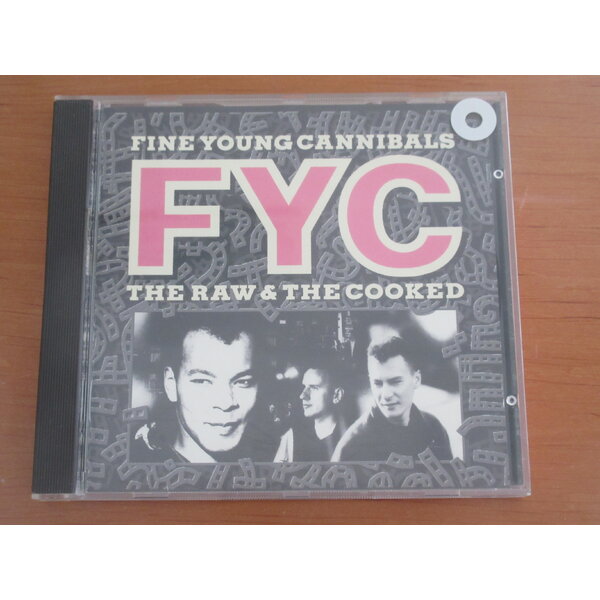 FINE YOUNG CANNIBALS
FYC
THE RAW & THE COOKED